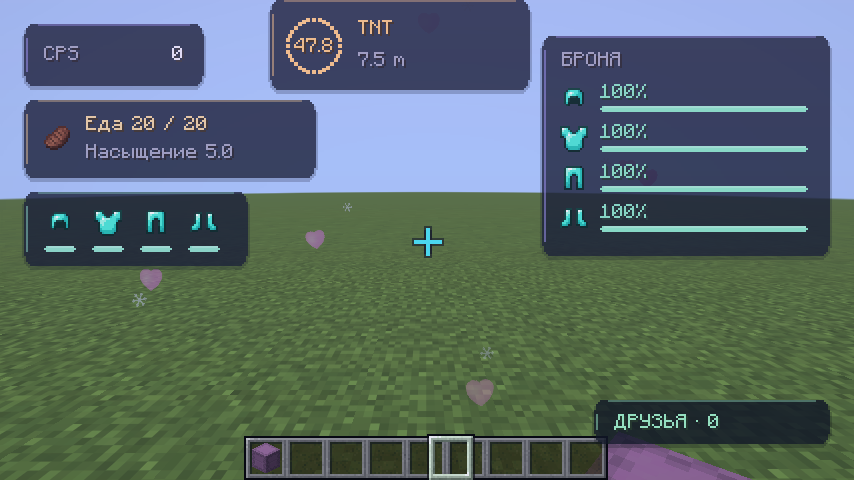 CPS 0
47.8
TNT
7.5 m
Еда 20 / 20
Насыщение 5.0
БРОНЯ
100%
100%
100%
100%
ДРУЗЬЯ · 0